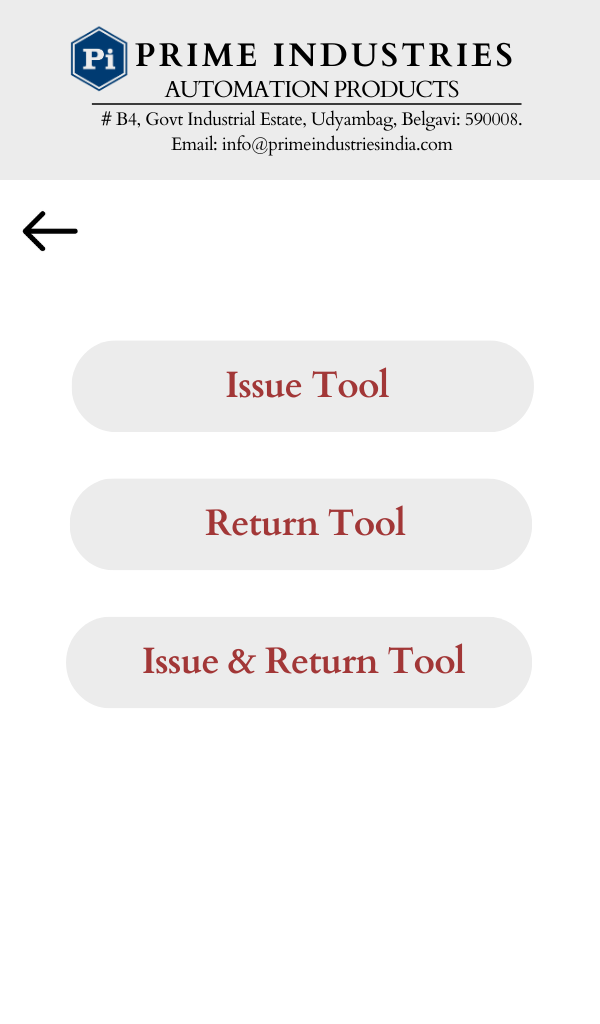 Pi
PRIME INDUSTRIES
AUTOMATION PRODUCTS
# B4, Govt Industrial Estate, Udyambag, Belgavi: 590008.
Email: info@primeindustriesindia.com
Issue Tool
Return Tool
Issue & Return Tool